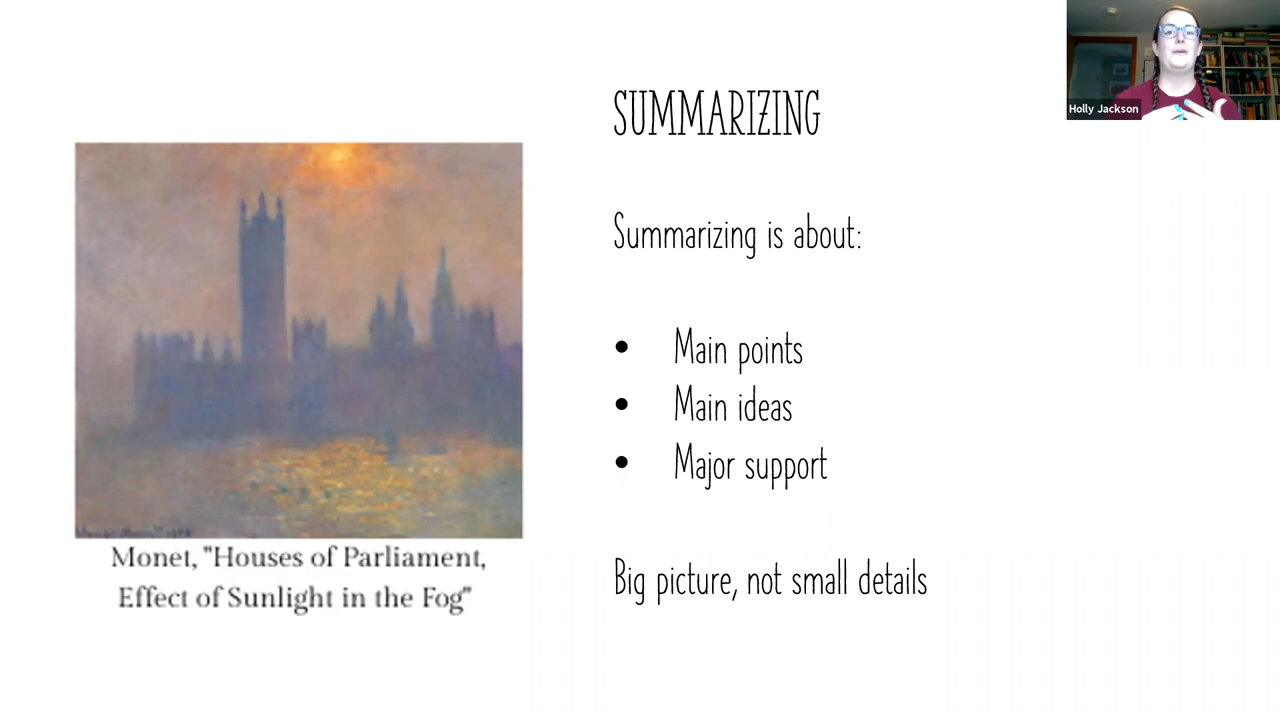 Holly Jackson
SUMMARIZING
Summarizing is about:
• Main points
• Main ideas
• Major support
Big picture, not small details
Monet, "Houses of Parliament,
Effect of Sunlight in the Fog"